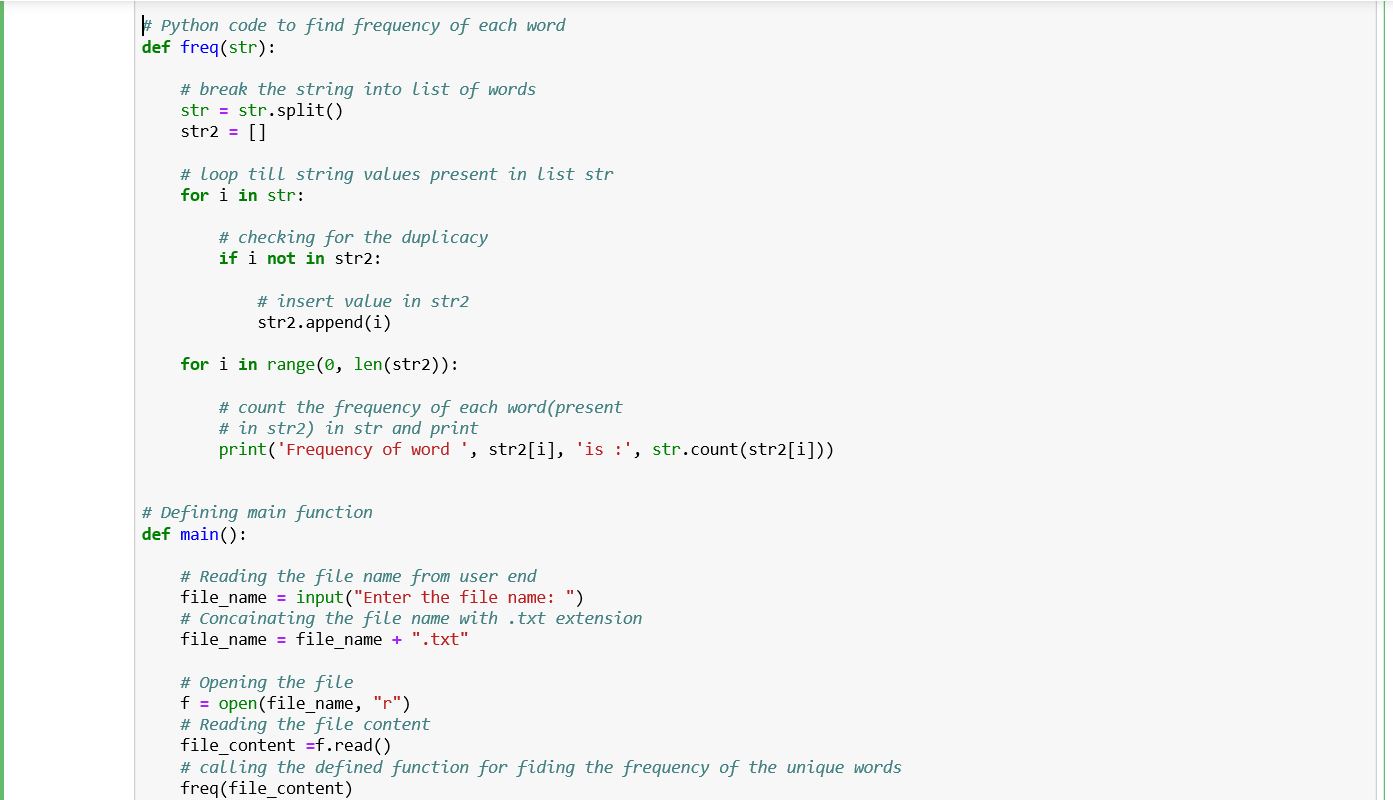 # Python code to find frequency of each word
def freq(str):
    # break the string into list of words
    str = str.split()
    str2 = []
    # loop till string values present in list str
    for i in str:
        # checking for the duplicacy
        if i not in str2:
            # insert value in str2
            str2.append(i)
    for i in range(0, len(str2)):
        # count the frequency of each word(present
        # in str2) in str and print
        print('Frequency of word ', str2[i], 'is :', str.count(str2[i]))
# Defining main function
def main():
    # Reading the file name from user end
    file_name = input("Enter the file name: ")
    # Concainating the file name with .txt extension
    file_name = file_name + ".txt"
    # Opening the file
    f = open(file_name, "r")
    # Reading the file content
    file_content =f.read()
    # calling the defined function for fiding the frequency of the unique words
    freq(file_content)